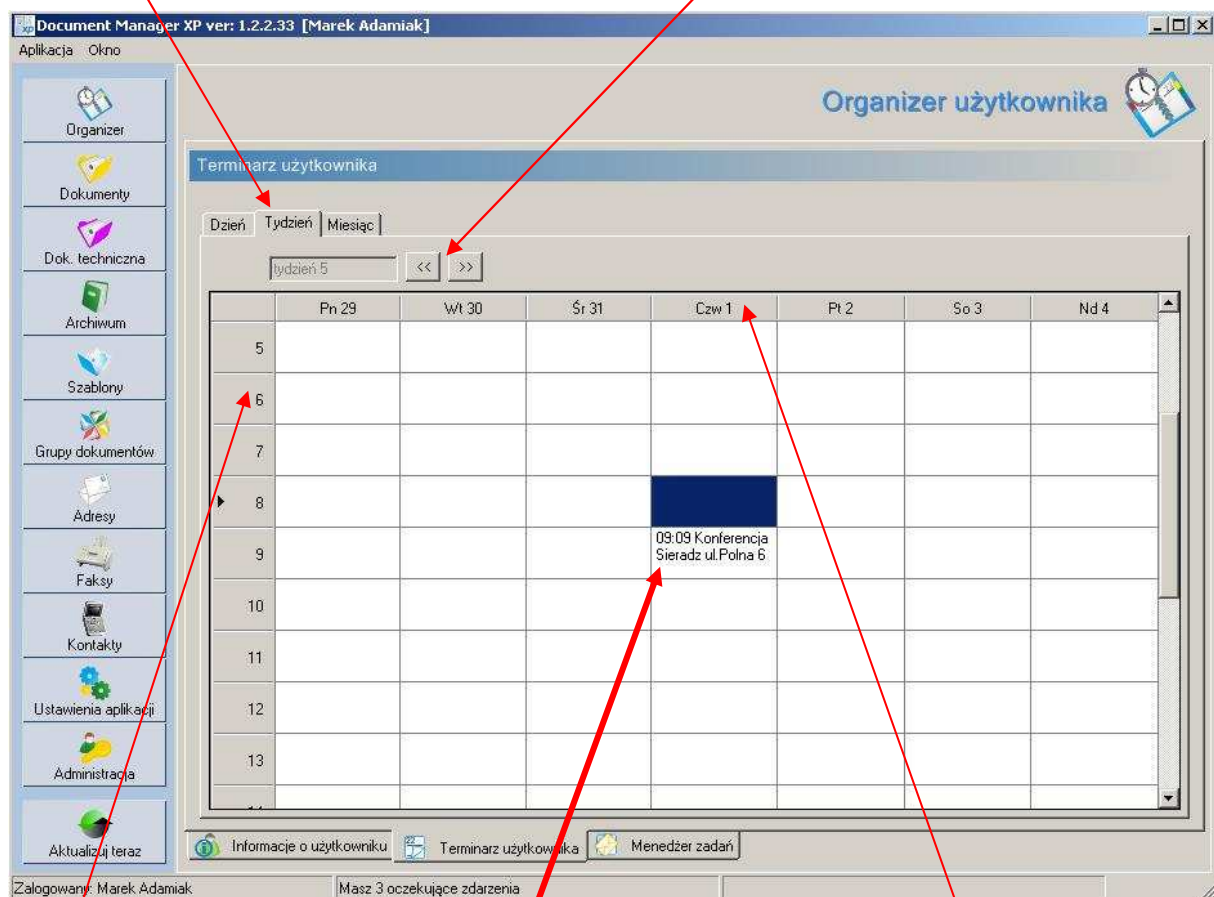 Document Manager XP ver: 1.2.2.33 [Marek Adamiak]
Aplikacja Okno
Organizer
Dokumenty
Dok. techniczna
Archiwum
Szablony
Grupy dokumentów
Adresy
Faksy
Kontakty
Ustawienia aplikacji
Administracja
Aktualizuj teraz
Organizer użytkownika
Terminarz użytkownika
Dzień Tydzień Miesiąc
tydzień 5 << >>
Pn 29 Wt 30 Śr 31 Czw 1 Pt 2 So 3 Nd 4
5
6
7
8
9
09:09 Konferencja
Sieradz ul.Polna 6
10
11
12
13
Informacje o użytkowniku Terminarz użytkownika Menedżer zadań
Zalogowany: Marek Adamiak Masz 3 oczekujące zdarzenia